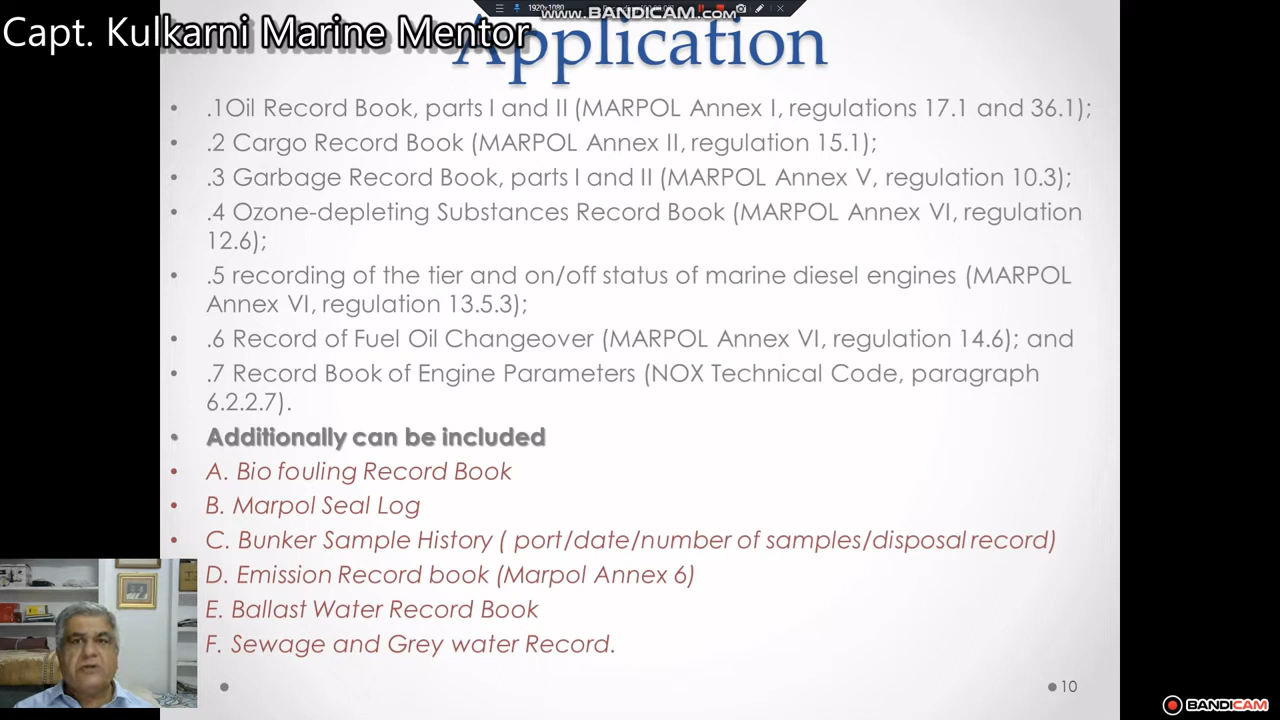 1920x1080
www.BANDICAM.com
Capt. Kulkarni Marine Mentor
Application
• .1Oil Record Book, parts I and II (MARPOL Annex I, regulations 17.1 and 36.1);
• .2 Cargo Record Book (MARPOL Annex II, regulation 15.1);
• .3 Garbage Record Book, parts I and II (MARPOL Annex V, regulation 10.3);
• .4 Ozone-depleting Substances Record Book (MARPOL Annex VI, regulation
12.6);
• .5 recording of the tier and on/off status of marine diesel engines (MARPOL
Annex VI, regulation 13.5.3);
• .6 Record of Fuel Oil Changeover (MARPOL Annex VI, regulation 14.6); and
• .7 Record Book of Engine Parameters (NOX Technical Code, paragraph
6.2.2.7).
• Additionally can be included
• A. Bio fouling Record Book
• B. Marpol Seal Log
• C. Bunker Sample History ( port/date/number of samples/disposal record)
D. Emission Record book (Marpol Annex 6)
E. Ballast Water Record Book
F. Sewage and Grey water Record.
10
BANDICAM